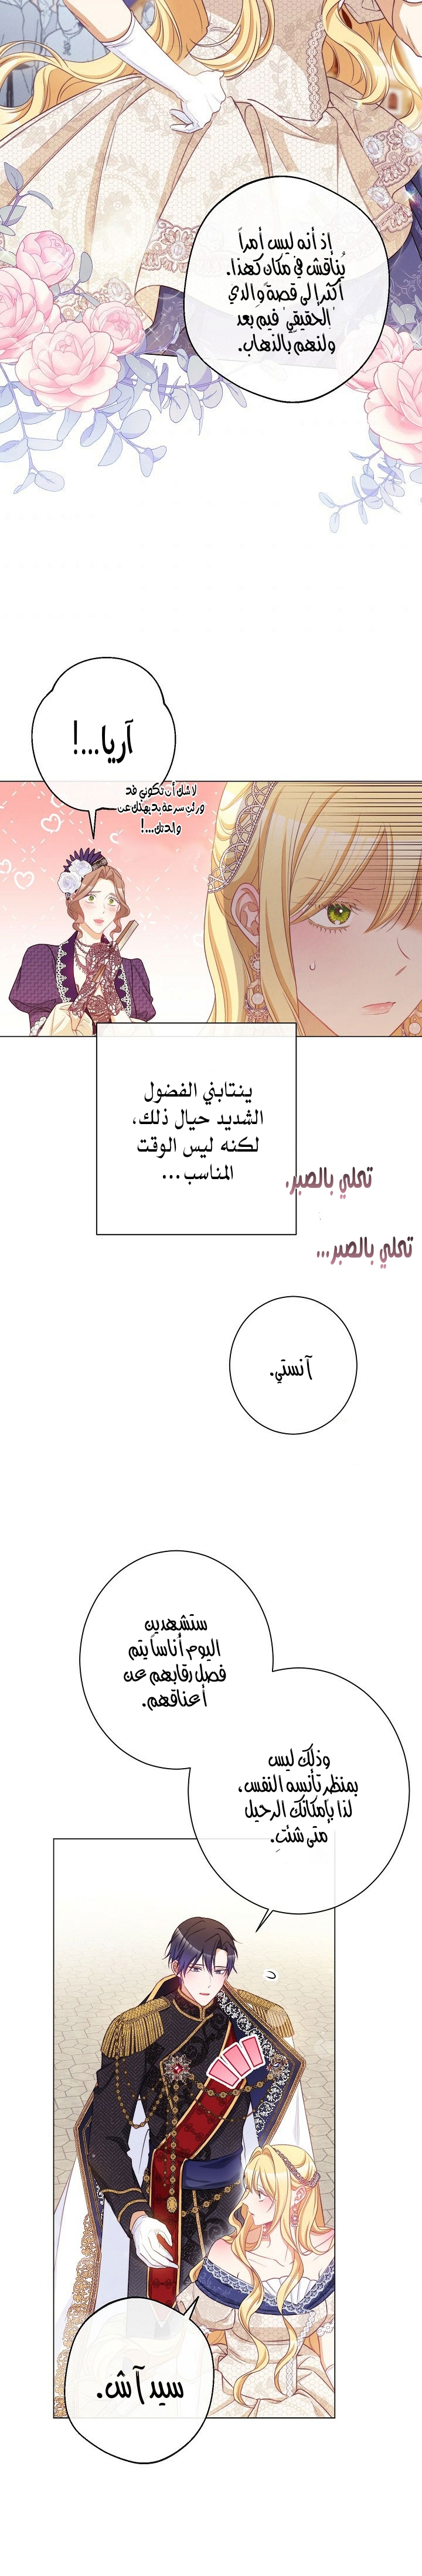 إذ أنه ليس أمراً
يُناقش في مكان كهذا.
أكثرا لى قصة والدي
الحقيقي فيم بعد
ولنهم بالذهاب.
آريا...!
لا شك أن تكوني قد
ورثتِ سرعة بديهتك عن
والدتك...!
ينتابني الفضول
الشديد حيال ذلك،
لكنه ليس الوقت
المناسب...
تحلي بالصبر.
تحلي بالصبر...
آنستي.
ستشهدين
اليوم أناساً يتم
فصل رقابهم عن
أعناقهم.
وذلك ليس
بمنظرٍ تأنسه النفس،
لذا بإمكانك الرحيل
متى شئتِ.
سيد آش.